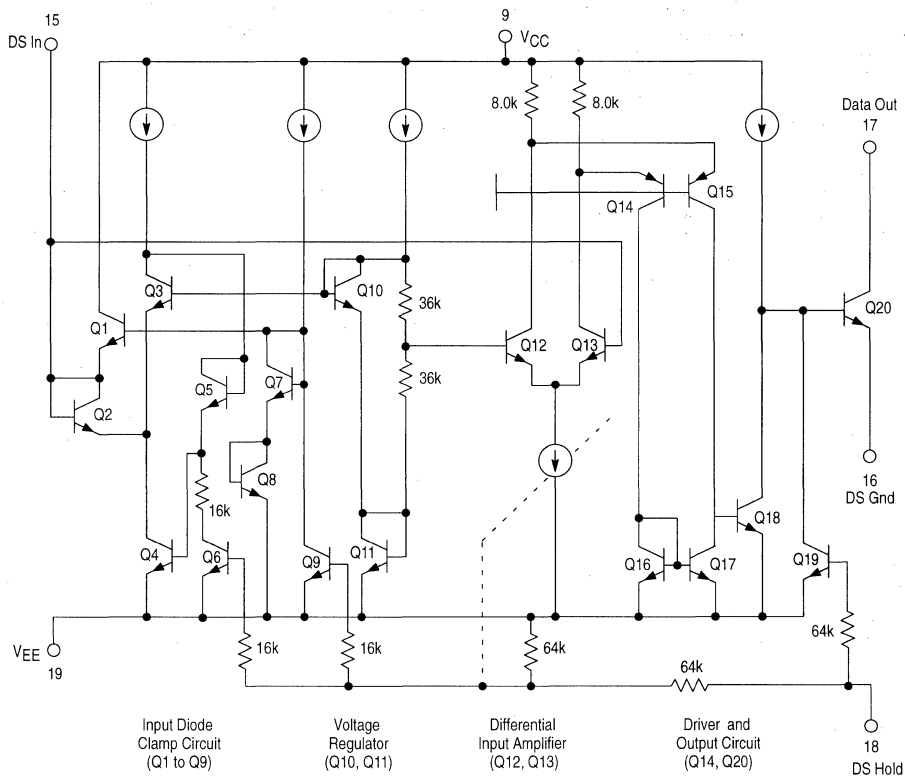 15
DS In
9
VCC
8.0k
8.0k
Data Out
17
Q14
Q15
Q3
Q10
36k
Q1
Q12
Q13
Q20
Q5
Q7
36k
Q2
Q8
16
DS Gnd
16k
Q18
Q4
Q6
Q9
Q11
Q16
Q17
Q19
VEE
19
16k
16k
64k
64k
64k
18
DS Hold
Input Diode
Clamp Circuit
(Q1 to Q9)
Voltage
Regulator
(Q10, Q11)
Differential
Input Amplifier
(Q12, Q13)
Driver and
Output Circuit
(Q14, Q20)